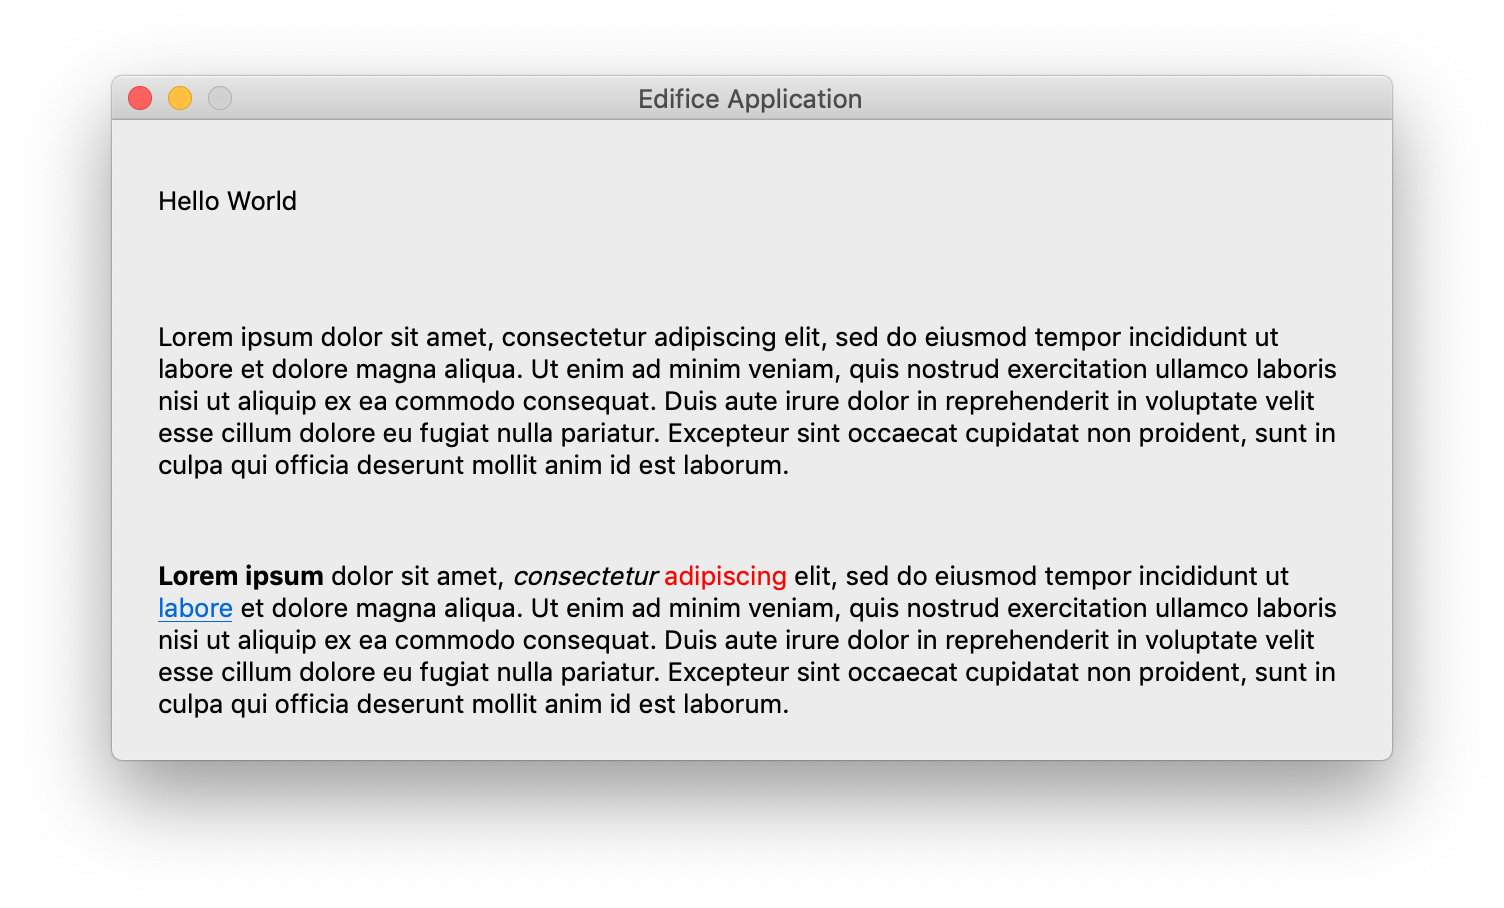 Edifice Application
Hello World
Lorem ipsum dolor sit amet, consectetur adipiscing elit, sed do eiusmod tempor incididunt ut
labore et dolore magna aliqua. Ut enim ad minim veniam, quis nostrud exercitation ullamco laboris
nisi ut aliquip ex ea commodo consequat. Duis aute irure dolor in reprehenderit in voluptate velit
esse cillum dolore eu fugiat nulla pariatur. Excepteur sint occaecat cupidatat non proident, sunt in
culpa qui officia deserunt mollit anim id est laborum.
Lorem ipsum dolor sit amet, consectetur adipiscing elit, sed do eiusmod tempor incididunt ut
labore et dolore magna aliqua. Ut enim ad minim veniam, quis nostrud exercitation ullamco laboris
nisi ut aliquip ex ea commodo consequat. Duis aute irure dolor in reprehenderit in voluptate velit
esse cillum dolore eu fugiat nulla pariatur. Excepteur sint occaecat cupidatat non proident, sunt in
culpa qui officia deserunt mollit anim id est laborum.